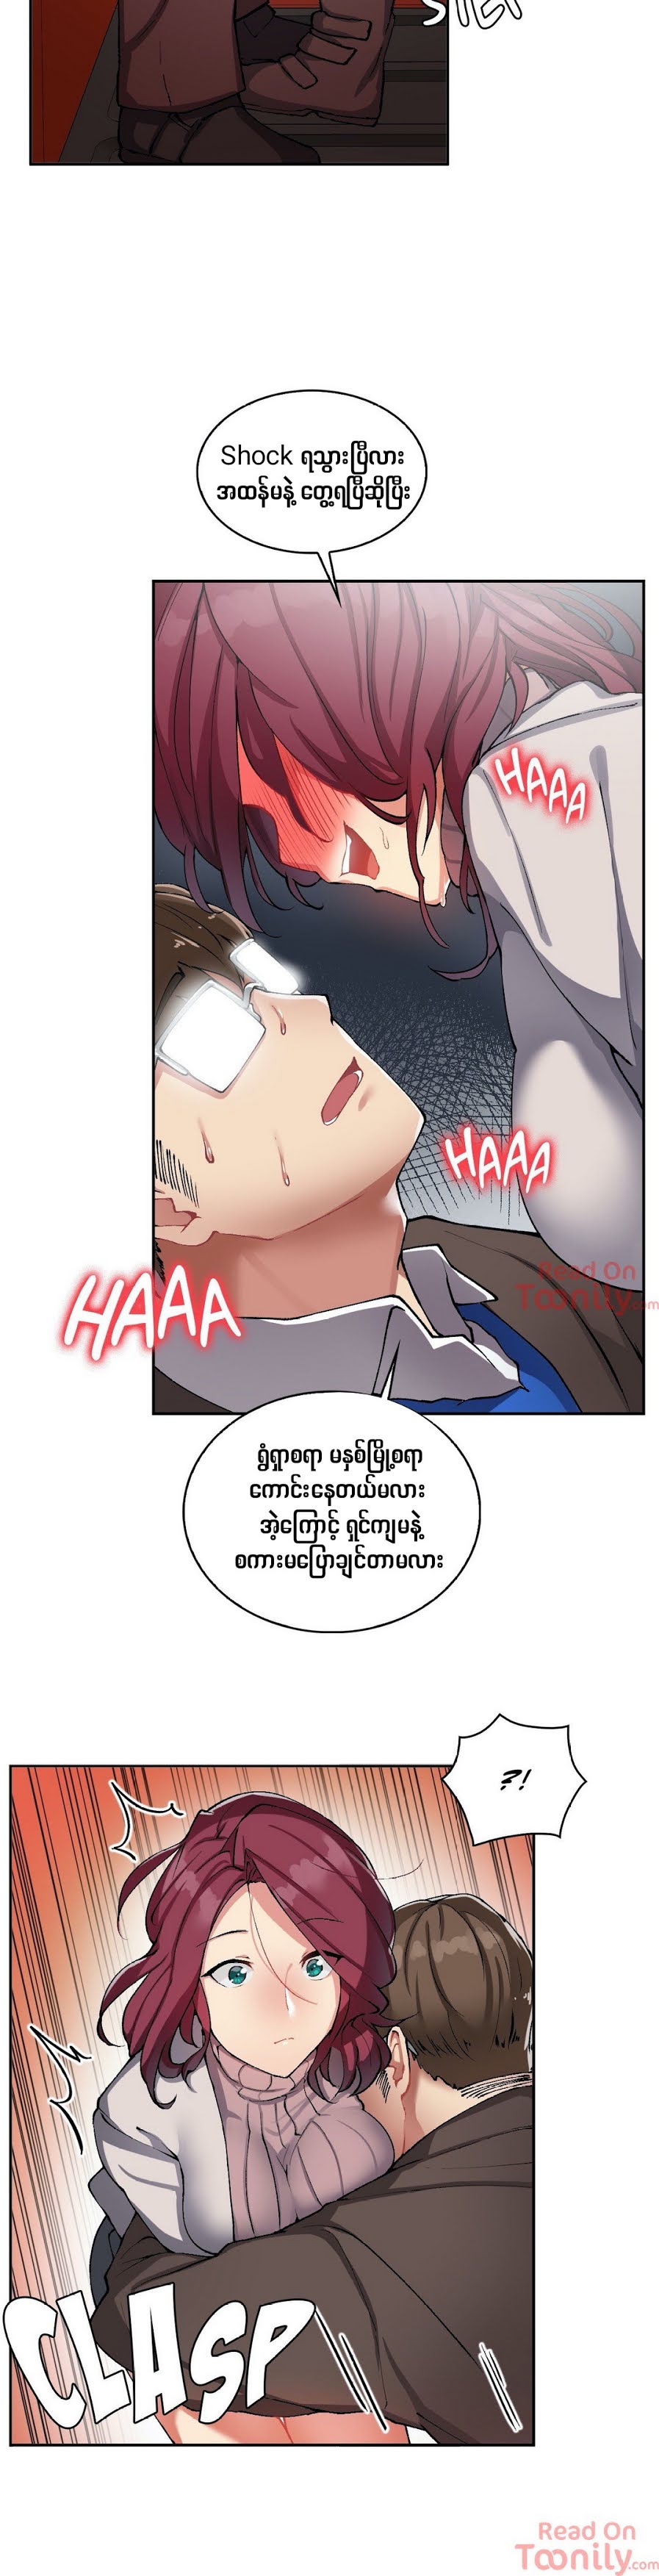 STEP
Shock ရသွားပြီလား
အထန်မနဲ့ တွေ့ရပြီဆိုပြီး
HAAA
HAAA
Read On
Toonily.com
HAAA
ရွံရှာစရာ မနှစ်မြို့စရာ
ကောင်းနေတယ်မလား
အဲ့ကြောင့် ရှင်ကျမနဲ့
စကားမပြောချင်တာမလား
?!
CLASP
Read On
Toonily.com